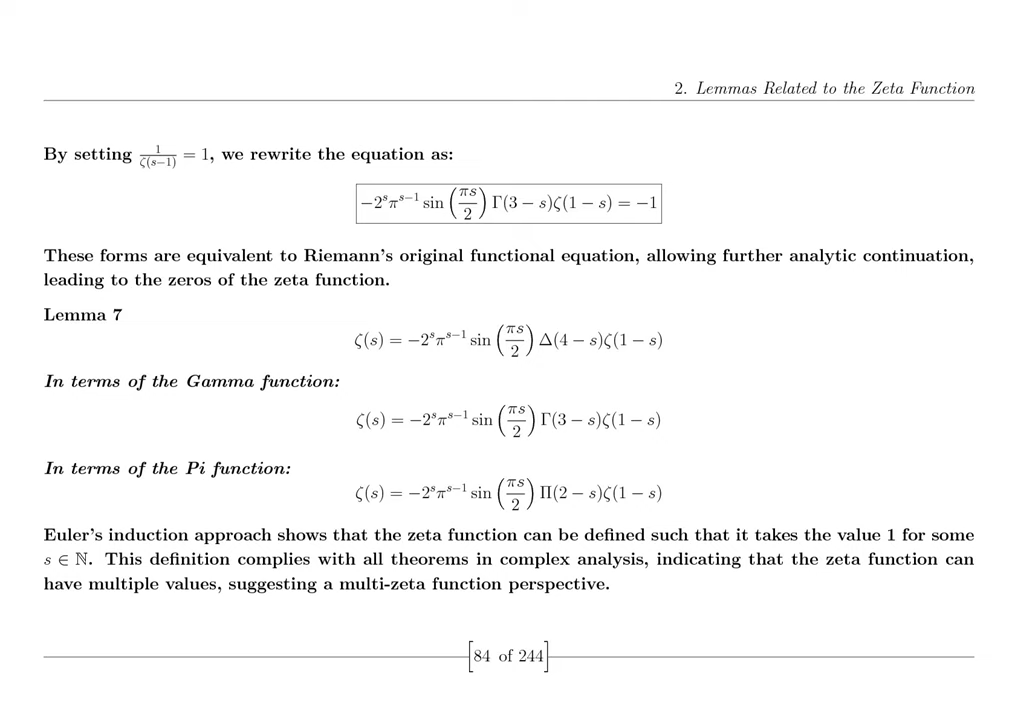 2. Lemmas Related to the Zeta Function
By setting 1/ζ(s−1) = 1, we rewrite the equation as:
−2^s π^{s−1} sin (πs/2) Γ(3 − s)ζ(1 − s) = −1
These forms are equivalent to Riemann's original functional equation, allowing further analytic continuation,
leading to the zeros of the zeta function.
Lemma 7
ζ(s) = −2^s π^{s−1} sin (πs/2) Δ(4 − s)ζ(1 − s)
In terms of the Gamma function:
ζ(s) = −2^s π^{s−1} sin (πs/2) Γ(3 − s)ζ(1 − s)
In terms of the Pi function:
ζ(s) = −2^s π^{s−1} sin (πs/2) Π(2 − s)ζ(1 − s)
Euler's induction approach shows that the zeta function can be defined such that it takes the value 1 for some
s ∈ ℕ. This definition complies with all theorems in complex analysis, indicating that the zeta function can
have multiple values, suggesting a multi-zeta function perspective.
[84 of 244]